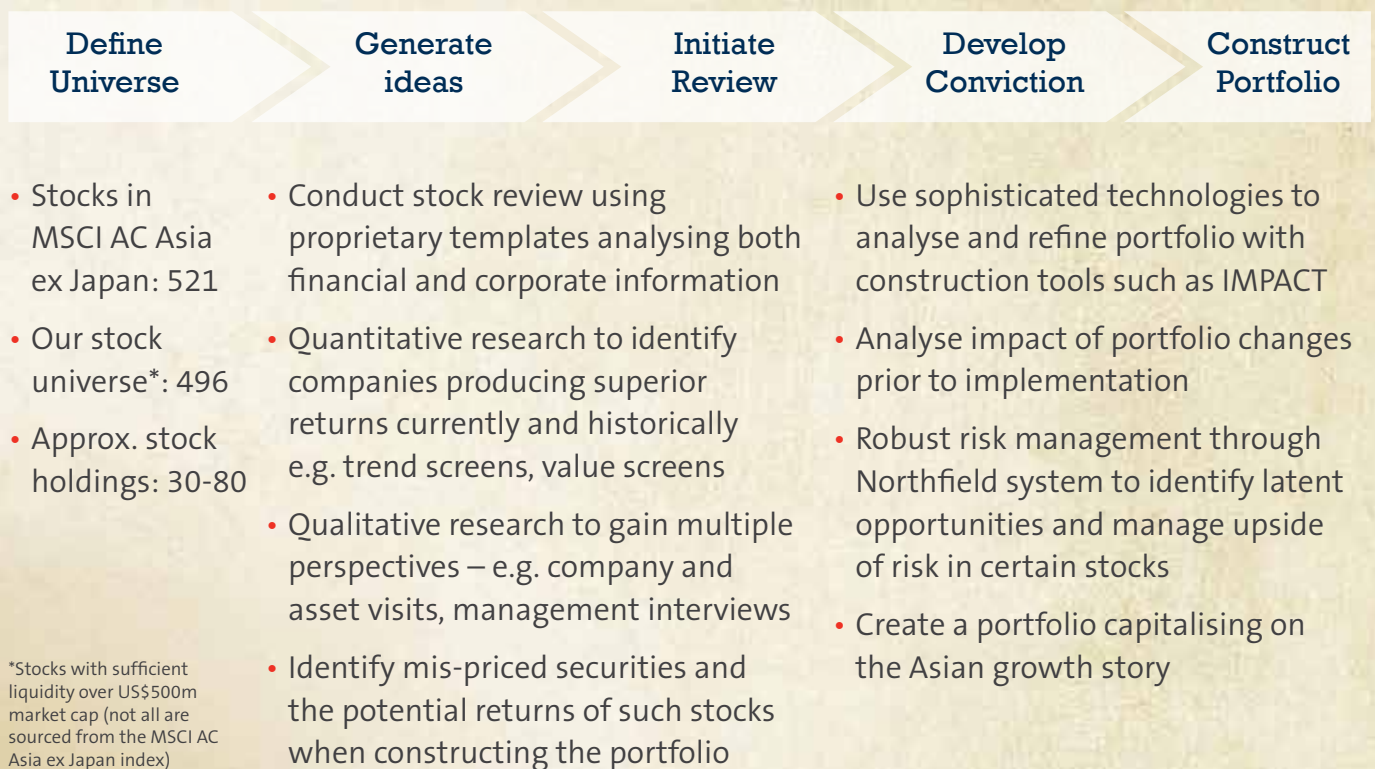 Define
Universe
Generate
ideas
Initiate
Review
Develop
Conviction
Construct
Portfolio
• Stocks in
MSCI AC Asia
ex Japan: 521
• Our stock
universe*: 496
• Approx. stock
holdings: 30-80
*Stocks with sufficient
liquidity over US$500m
market cap (not all are
sourced from the MSCI AC
Asia ex Japan index)
• Conduct stock review using
proprietary templates analysing both
financial and corporate information
• Quantitative research to identify
companies producing superior
returns currently and historically
e.g. trend screens, value screens
• Qualitative research to gain multiple
perspectives – e.g. company and
asset visits, management interviews
• Identify mis-priced securities and
the potential returns of such stocks
when constructing the portfolio
• Use sophisticated technologies to
analyse and refine portfolio with
construction tools such as IMPACT
• Analyse impact of portfolio changes
prior to implementation
• Robust risk management through
Northfield system to identify latent
opportunities and manage upside
of risk in certain stocks
• Create a portfolio capitalising on
the Asian growth story